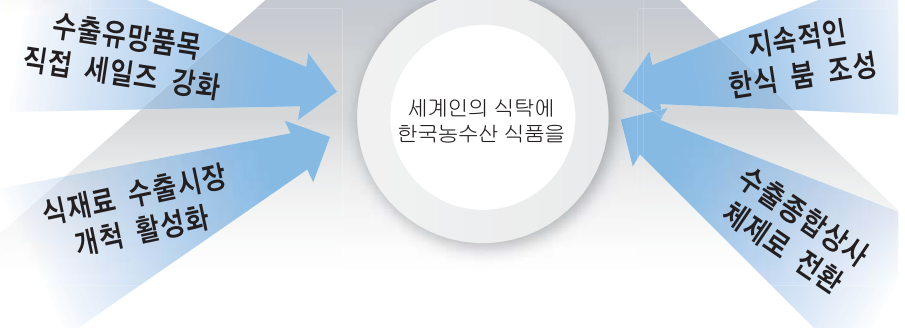 수출유망품목
직접 세일즈 강화
지속적인
한식 붐 조성
세계인의 식탁에
한국농수산 식품을
식재료 수출시장
개척 활성화
수출종합상사
체제로 전환